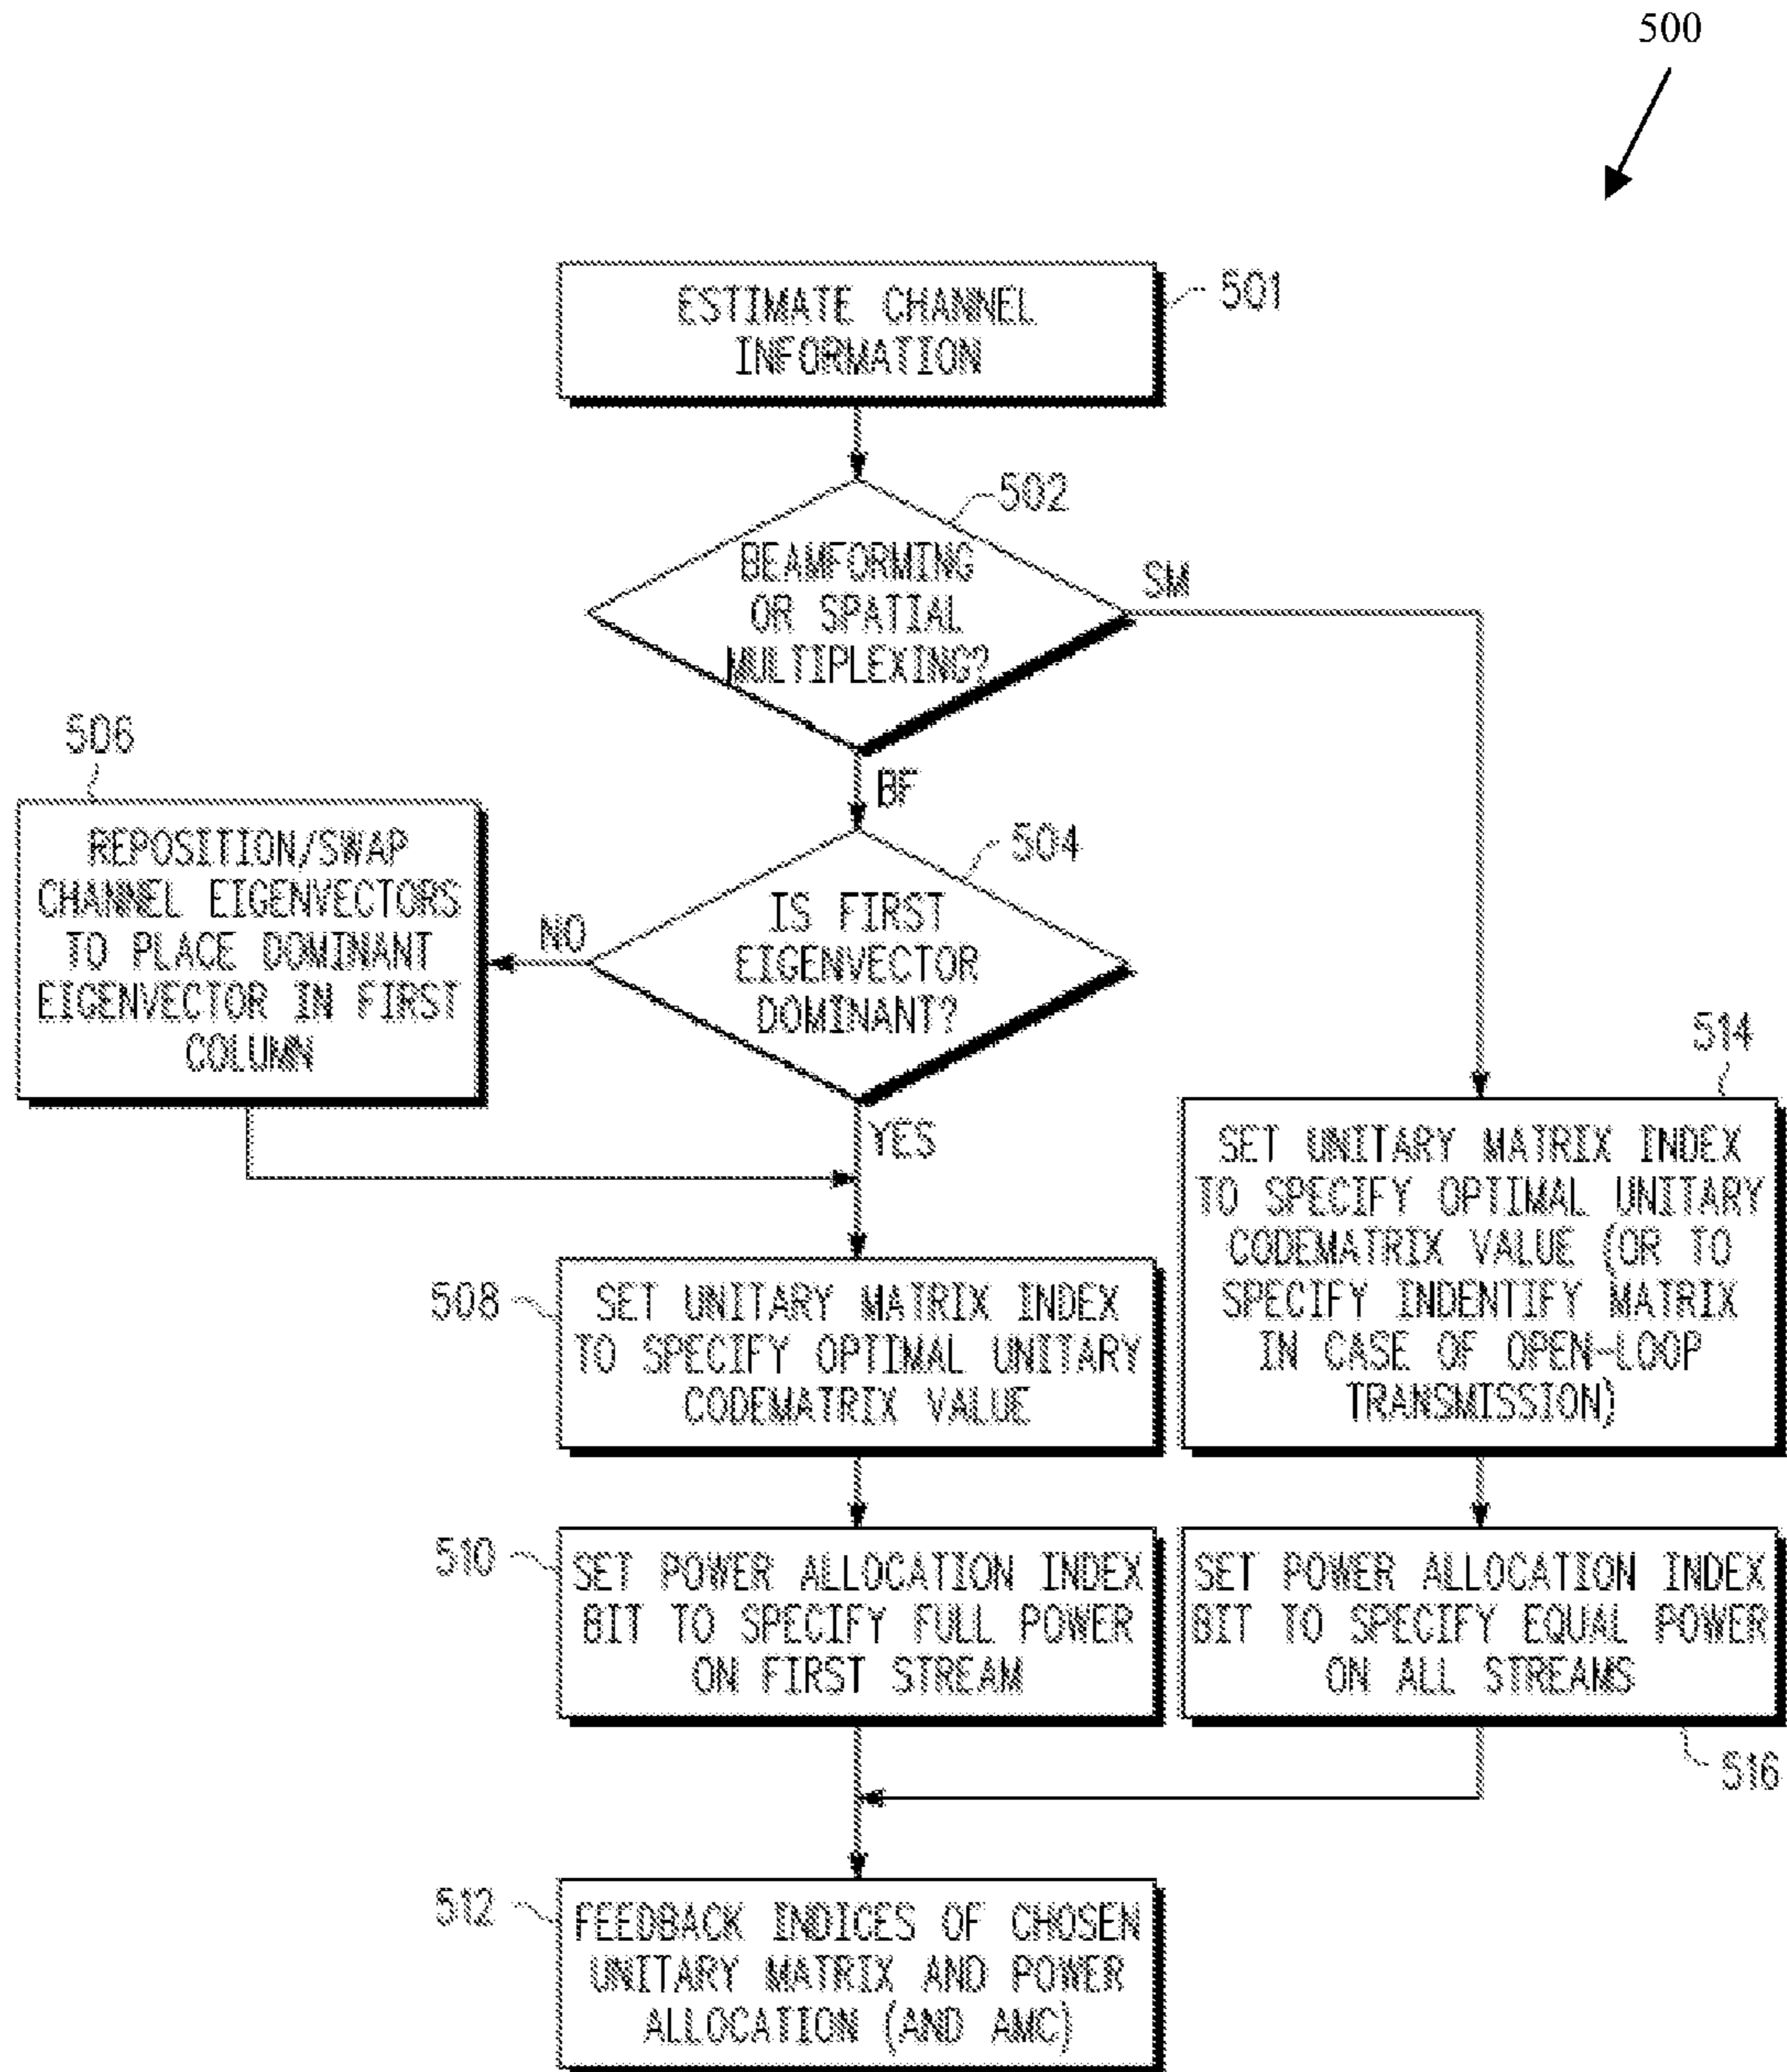 500
ESTIMATE CHANNEL
INFORMATION
501
502
BEAMFORMING
OR SPATIAL
MULTIPLEXING?
SM
BF
506
REPOSITION/SWAP
CHANNEL EIGENVECTORS
TO PLACE DOMINANT
EIGENVECTOR IN FIRST
COLUMN
NO
504
IS FIRST
EIGENVECTOR
DOMINANT?
YES
514
SET UNITARY MATRIX INDEX
TO SPECIFY OPTIMAL UNITARY
CODEMATRIX VALUE (OR TO
SPECIFY INDENTIFY MATRIX
IN CASE OF OPEN-LOOP
TRANSMISSION)
508
SET UNITARY MATRIX INDEX
TO SPECIFY OPTIMAL UNITARY
CODEMATRIX VALUE
510
SET POWER ALLOCATION INDEX
BIT TO SPECIFY FULL POWER
ON FIRST STREAM
SET POWER ALLOCATION INDEX
BIT TO SPECIFY EQUAL POWER
ON ALL STREAMS
516
512
FEEDBACK INDICES OF CHOSEN
UNITARY MATRIX AND POWER
ALLOCATION (AND AMC)